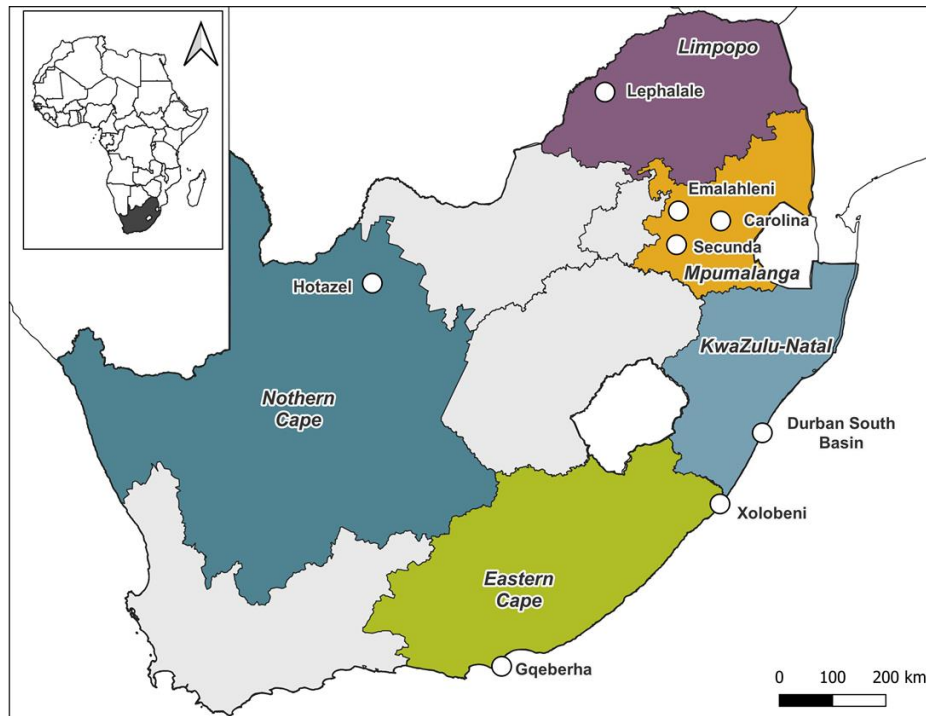 Limpopo
Lephalale
Emalahleni
Carolina
Secunda
Mpumalanga
Hotazel
KwaZulu-Natal
Nothern
Cape
Durban South
Basin
Xolobeni
Eastern
Cape
Gqeberha
0 100 200 km